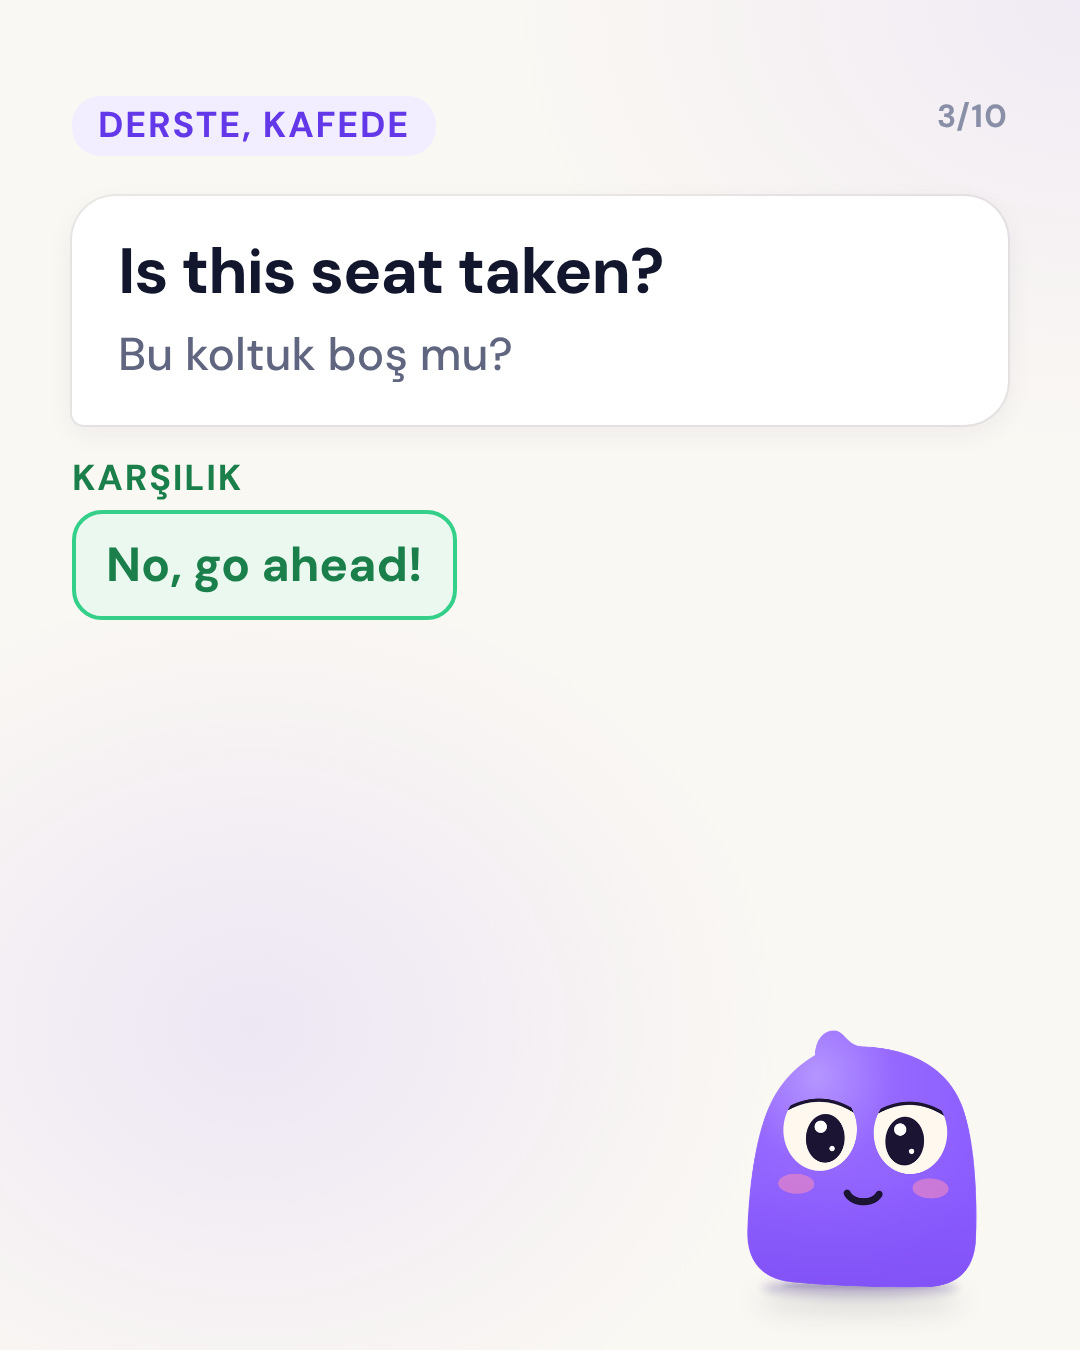 DERSTE, KAFEDE
3/10
Is this seat taken?
Bu koltuk boş mu?
KARŞILIK
No, go ahead!